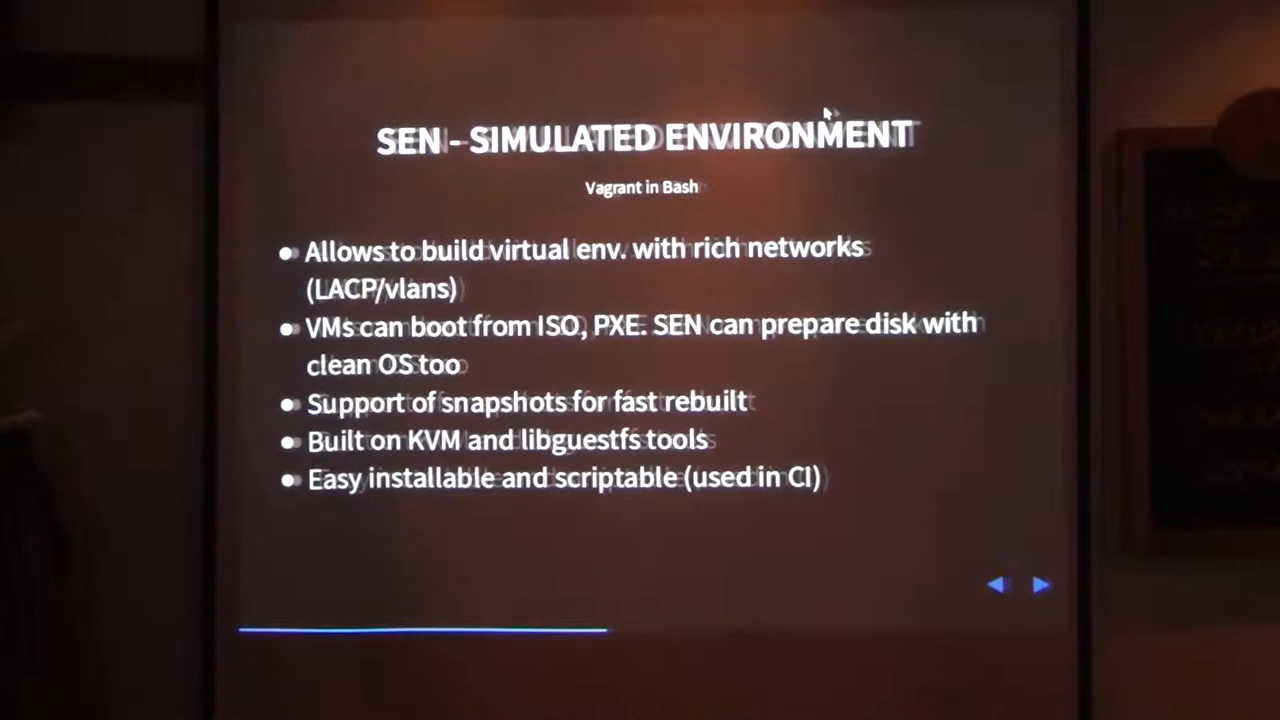 SEN - SIMULATED ENVIRONMENT
Vagrant in Bash
Allows to build virtual env. with rich networks
(LACP/vlans)
VMs can boot from ISO, PXE. SEN can prepare disk with
clean OS too
Support of snapshots for fast rebuilt
Built on KVM and libguestfs tools
Easy installable and scriptable (used in CI)